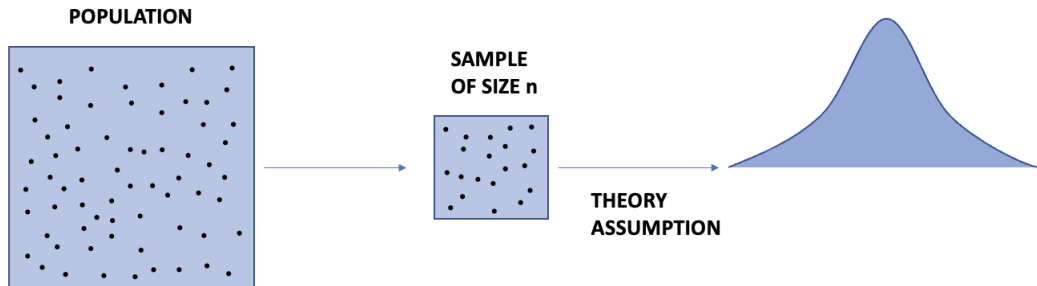 POPULATION
SAMPLE
OF SIZE n
THEORY
ASSUMPTION